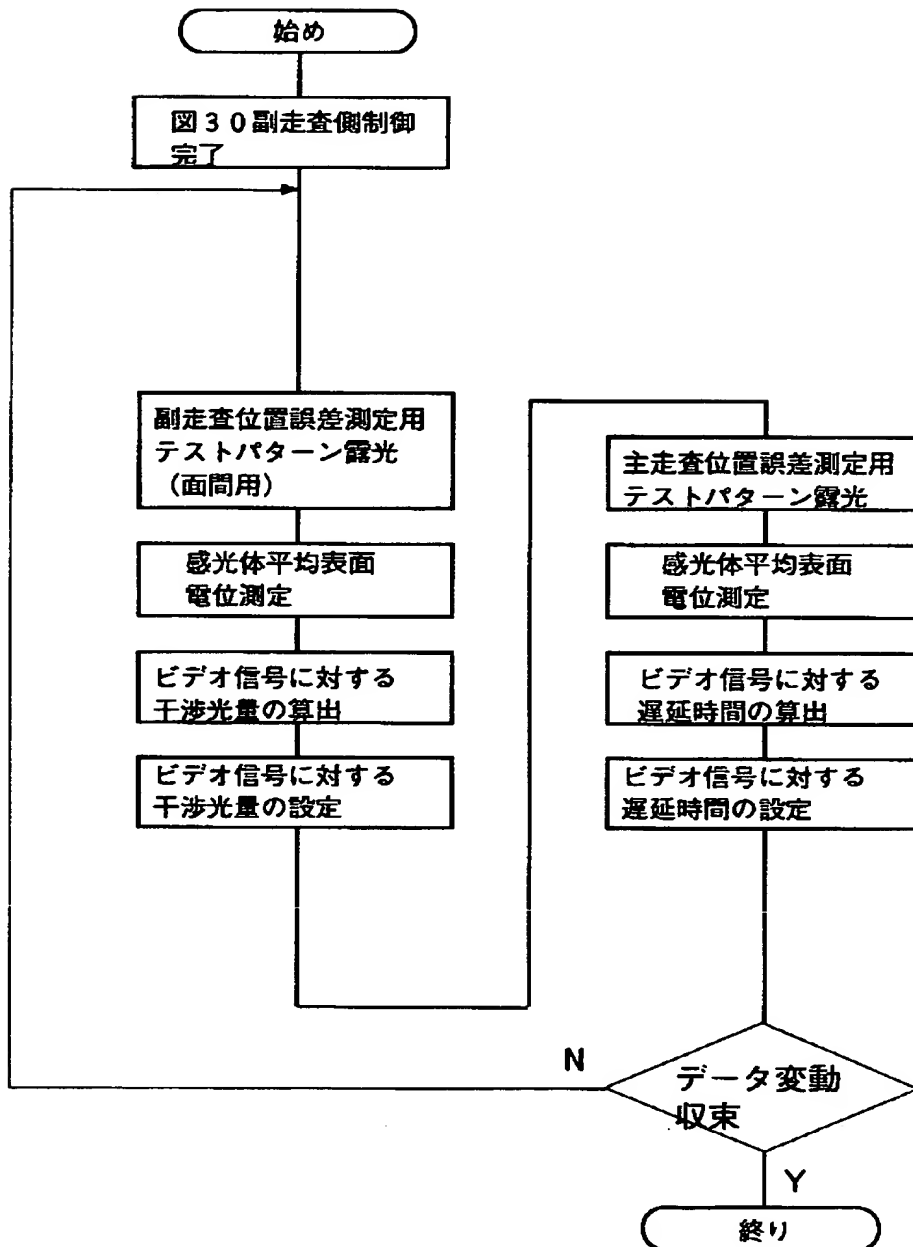 始め
図30副走査側制御
完了
副走査位置誤差測定用
テストパターン露光
(面間用)
感光体平均表面
電位測定
ビデオ信号に対する
干渉光量の算出
ビデオ信号に対する
干渉光量の設定
主走査位置誤差測定用
テストパターン露光
感光体平均表面
電位測定
ビデオ信号に対する
遅延時間の算出
ビデオ信号に対する
遅延時間の設定
N
データ変動
収束
Y
終り